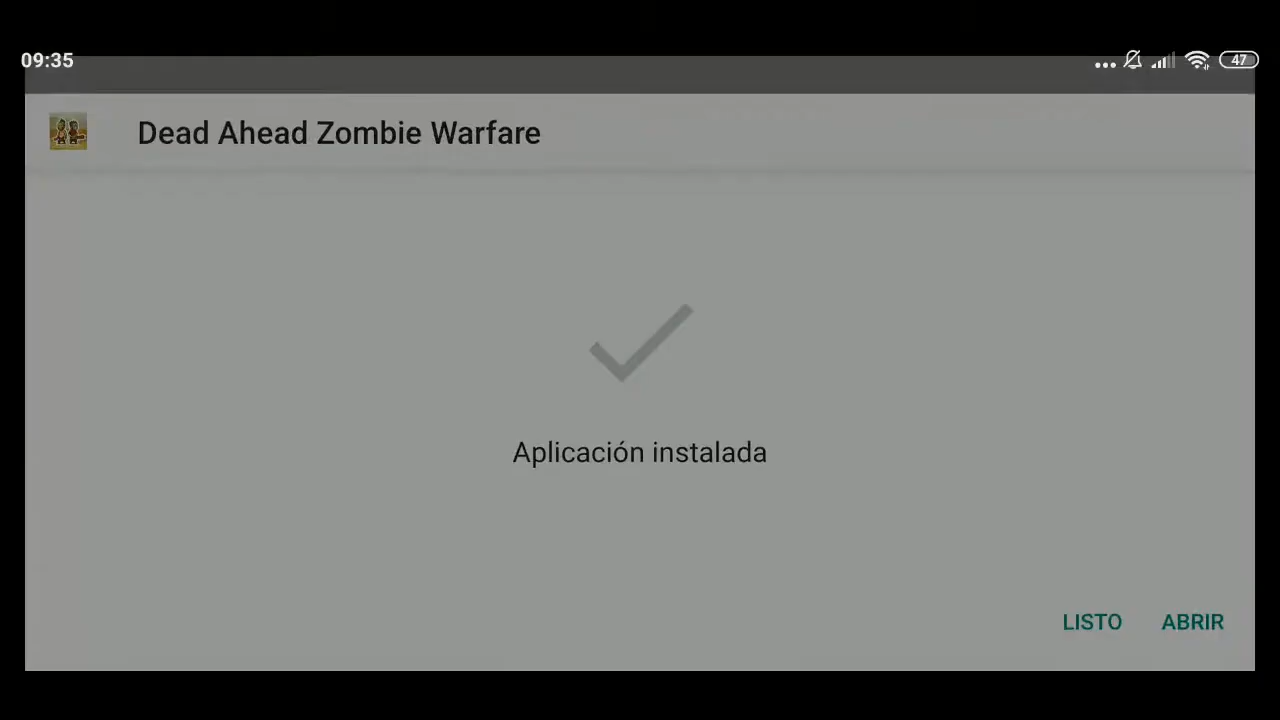 09:35
47
Dead Ahead Zombie Warfare
Aplicación instalada
LISTO ABRIR